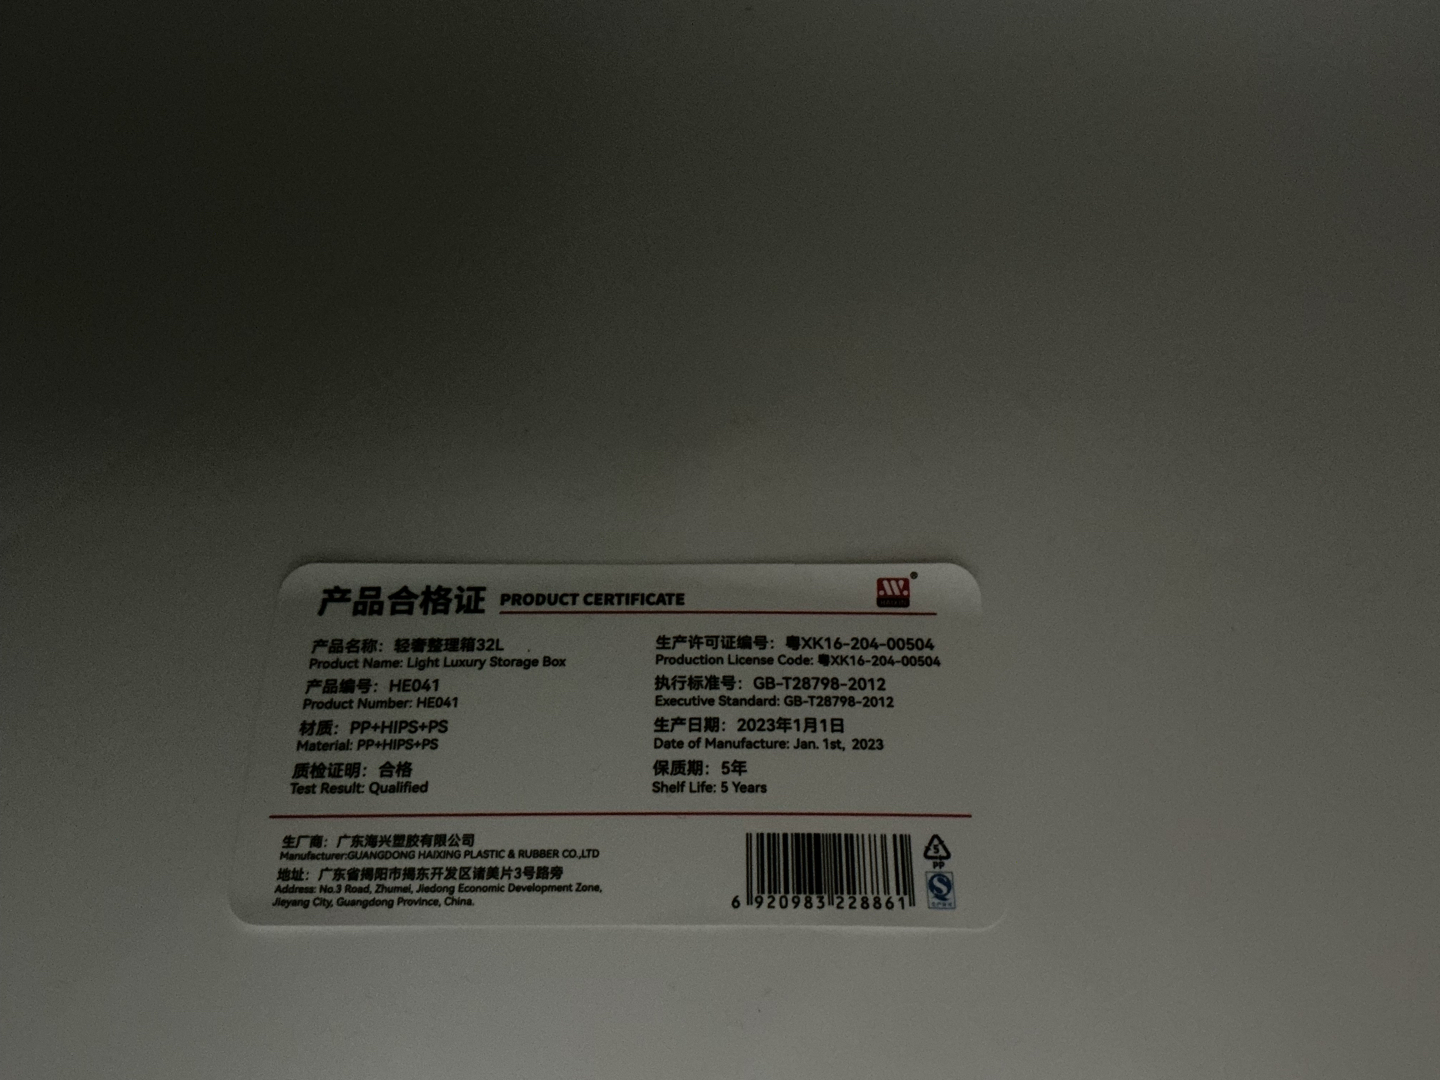 产品合格证 PRODUCT CERTIFICATE
®
产品名称：轻奢整理箱32L
Product Name: Light Luxury Storage Box
产品编号：HE041
Product Number: HE041
材质：PP+HIPS+PS
Material: PP+HIPS+PS
质检证明：合格
Test Result: Qualified
生产许可证编号：粤XK16-204-00504
Production License Code: 粤XK16-204-00504
执行标准号：GB-T28798-2012
Executive Standard: GB-T28798-2012
生产日期：2023年1月1日
Date of Manufacture: Jan. 1st, 2023
保质期：5年
Shelf Life: 5 Years
生厂商：广东海兴塑胶有限公司
Manufacturer:GUANGDONG HAIXING PLASTIC & RUBBER CO.,LTD
地址：广东省揭阳市揭东开发区诸美片3号路旁
Address: No.3 Road, Zhumei, Jiedong Economic Development Zone,
Jieyang City, Guangdong Province, China.
6 920983 228861
5
PP